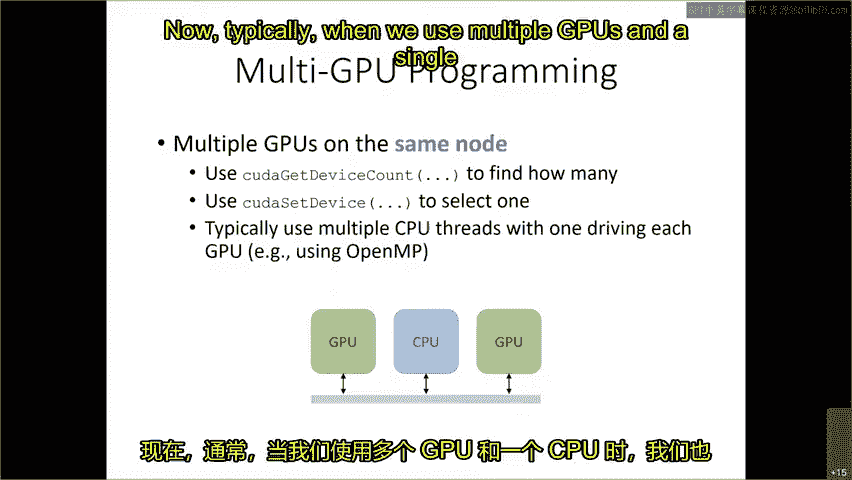 Now, typically, when we use multiple GPUs and a
single
Multi-GPU Programming
• Multiple GPUs on the same node
• Use cudaGetDeviceCount(...) to find how many
• Use cudaSetDevice(...) to select one
• Typically use multiple CPU threads with one driving each
GPU (e.g., using OpenMP)
GPU
CPU
GPU
现在，通常，当我们使用多个 GPU 和一个 CPU 时，我们也
+15